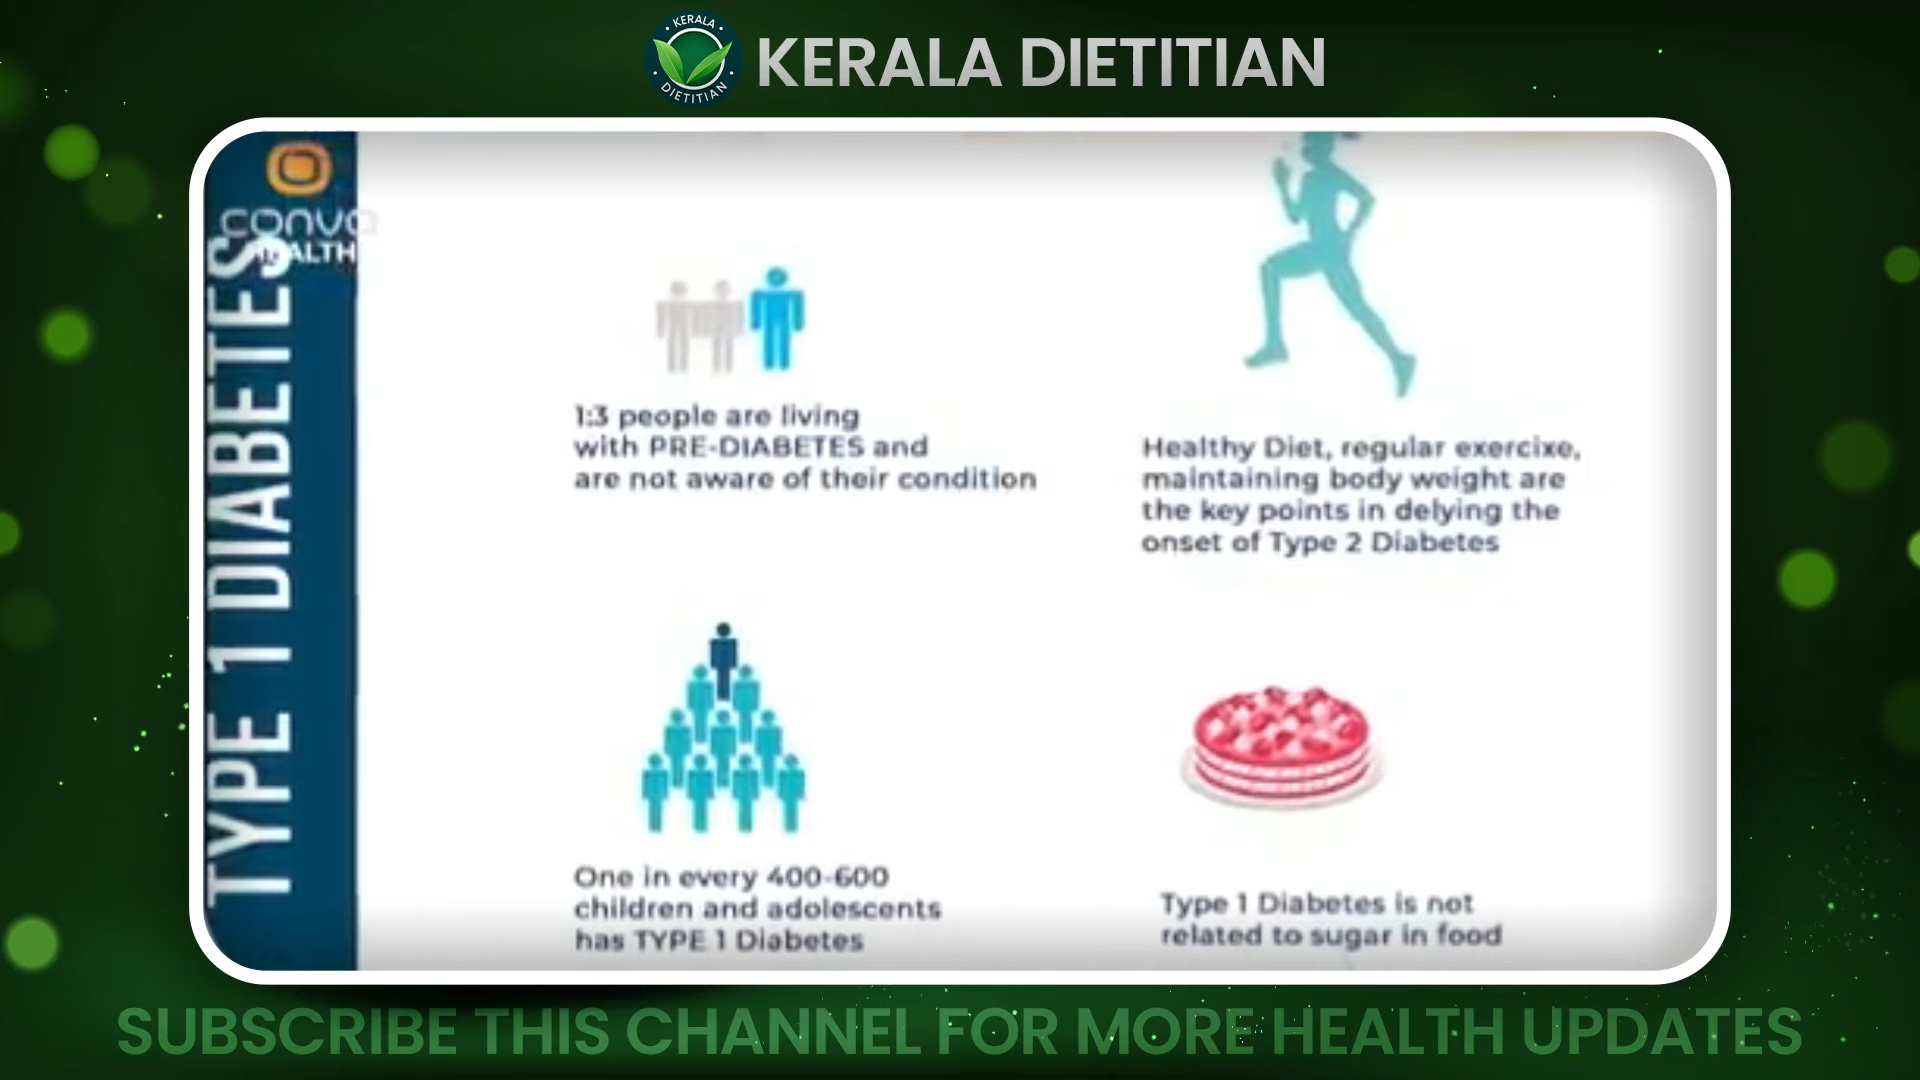 KERALA
DIETITIAN
KERALA DIETITIAN
conva
HEALTH
TYPE 1 DIABETES
1:3 people are living
with PRE-DIABETES and
are not aware of their condition
Healthy Diet, regular exercixe,
maintaining body weight are
the key points in delying the
onset of Type 2 Diabetes
One in every 400-600
children and adolescents
has TYPE 1 Diabetes
Type 1 Diabetes is not
related to sugar in food
SUBSCRIBE THIS CHANNEL FOR MORE HEALTH UPDATES